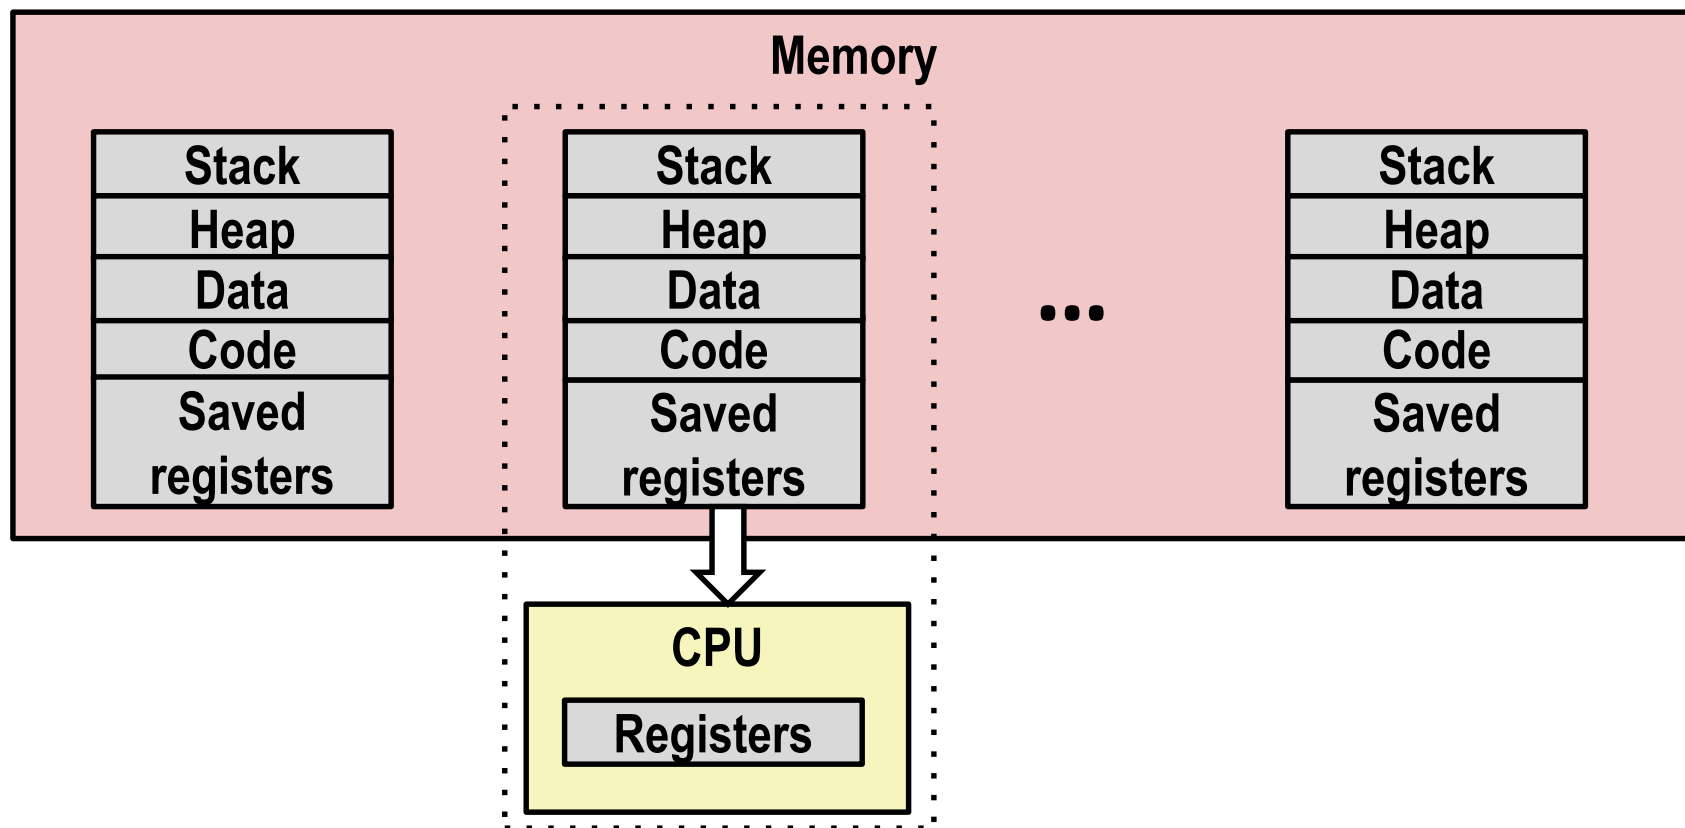 Memory
Stack
Heap
Data
Code
Saved
registers
Stack
Heap
Data
Code
Saved
registers
...
Stack
Heap
Data
Code
Saved
registers
CPU
Registers